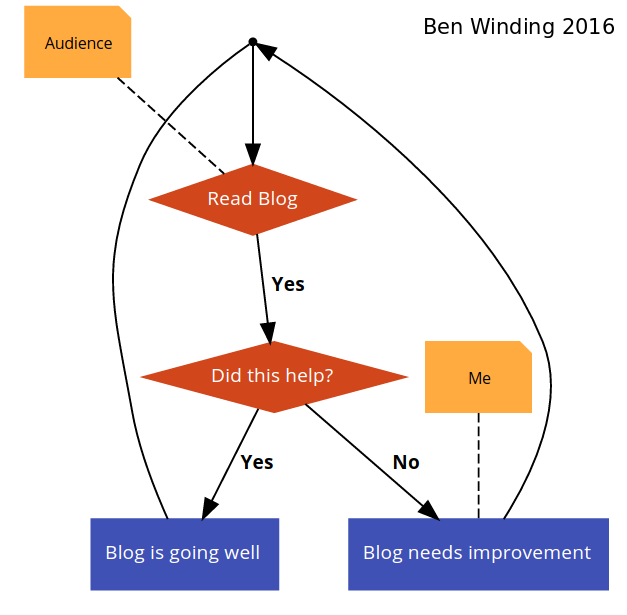 Ben Winding 2016
Audience
Read Blog
Yes
Did this help?
Me
Yes
No
Blog is going well
Blog needs improvement